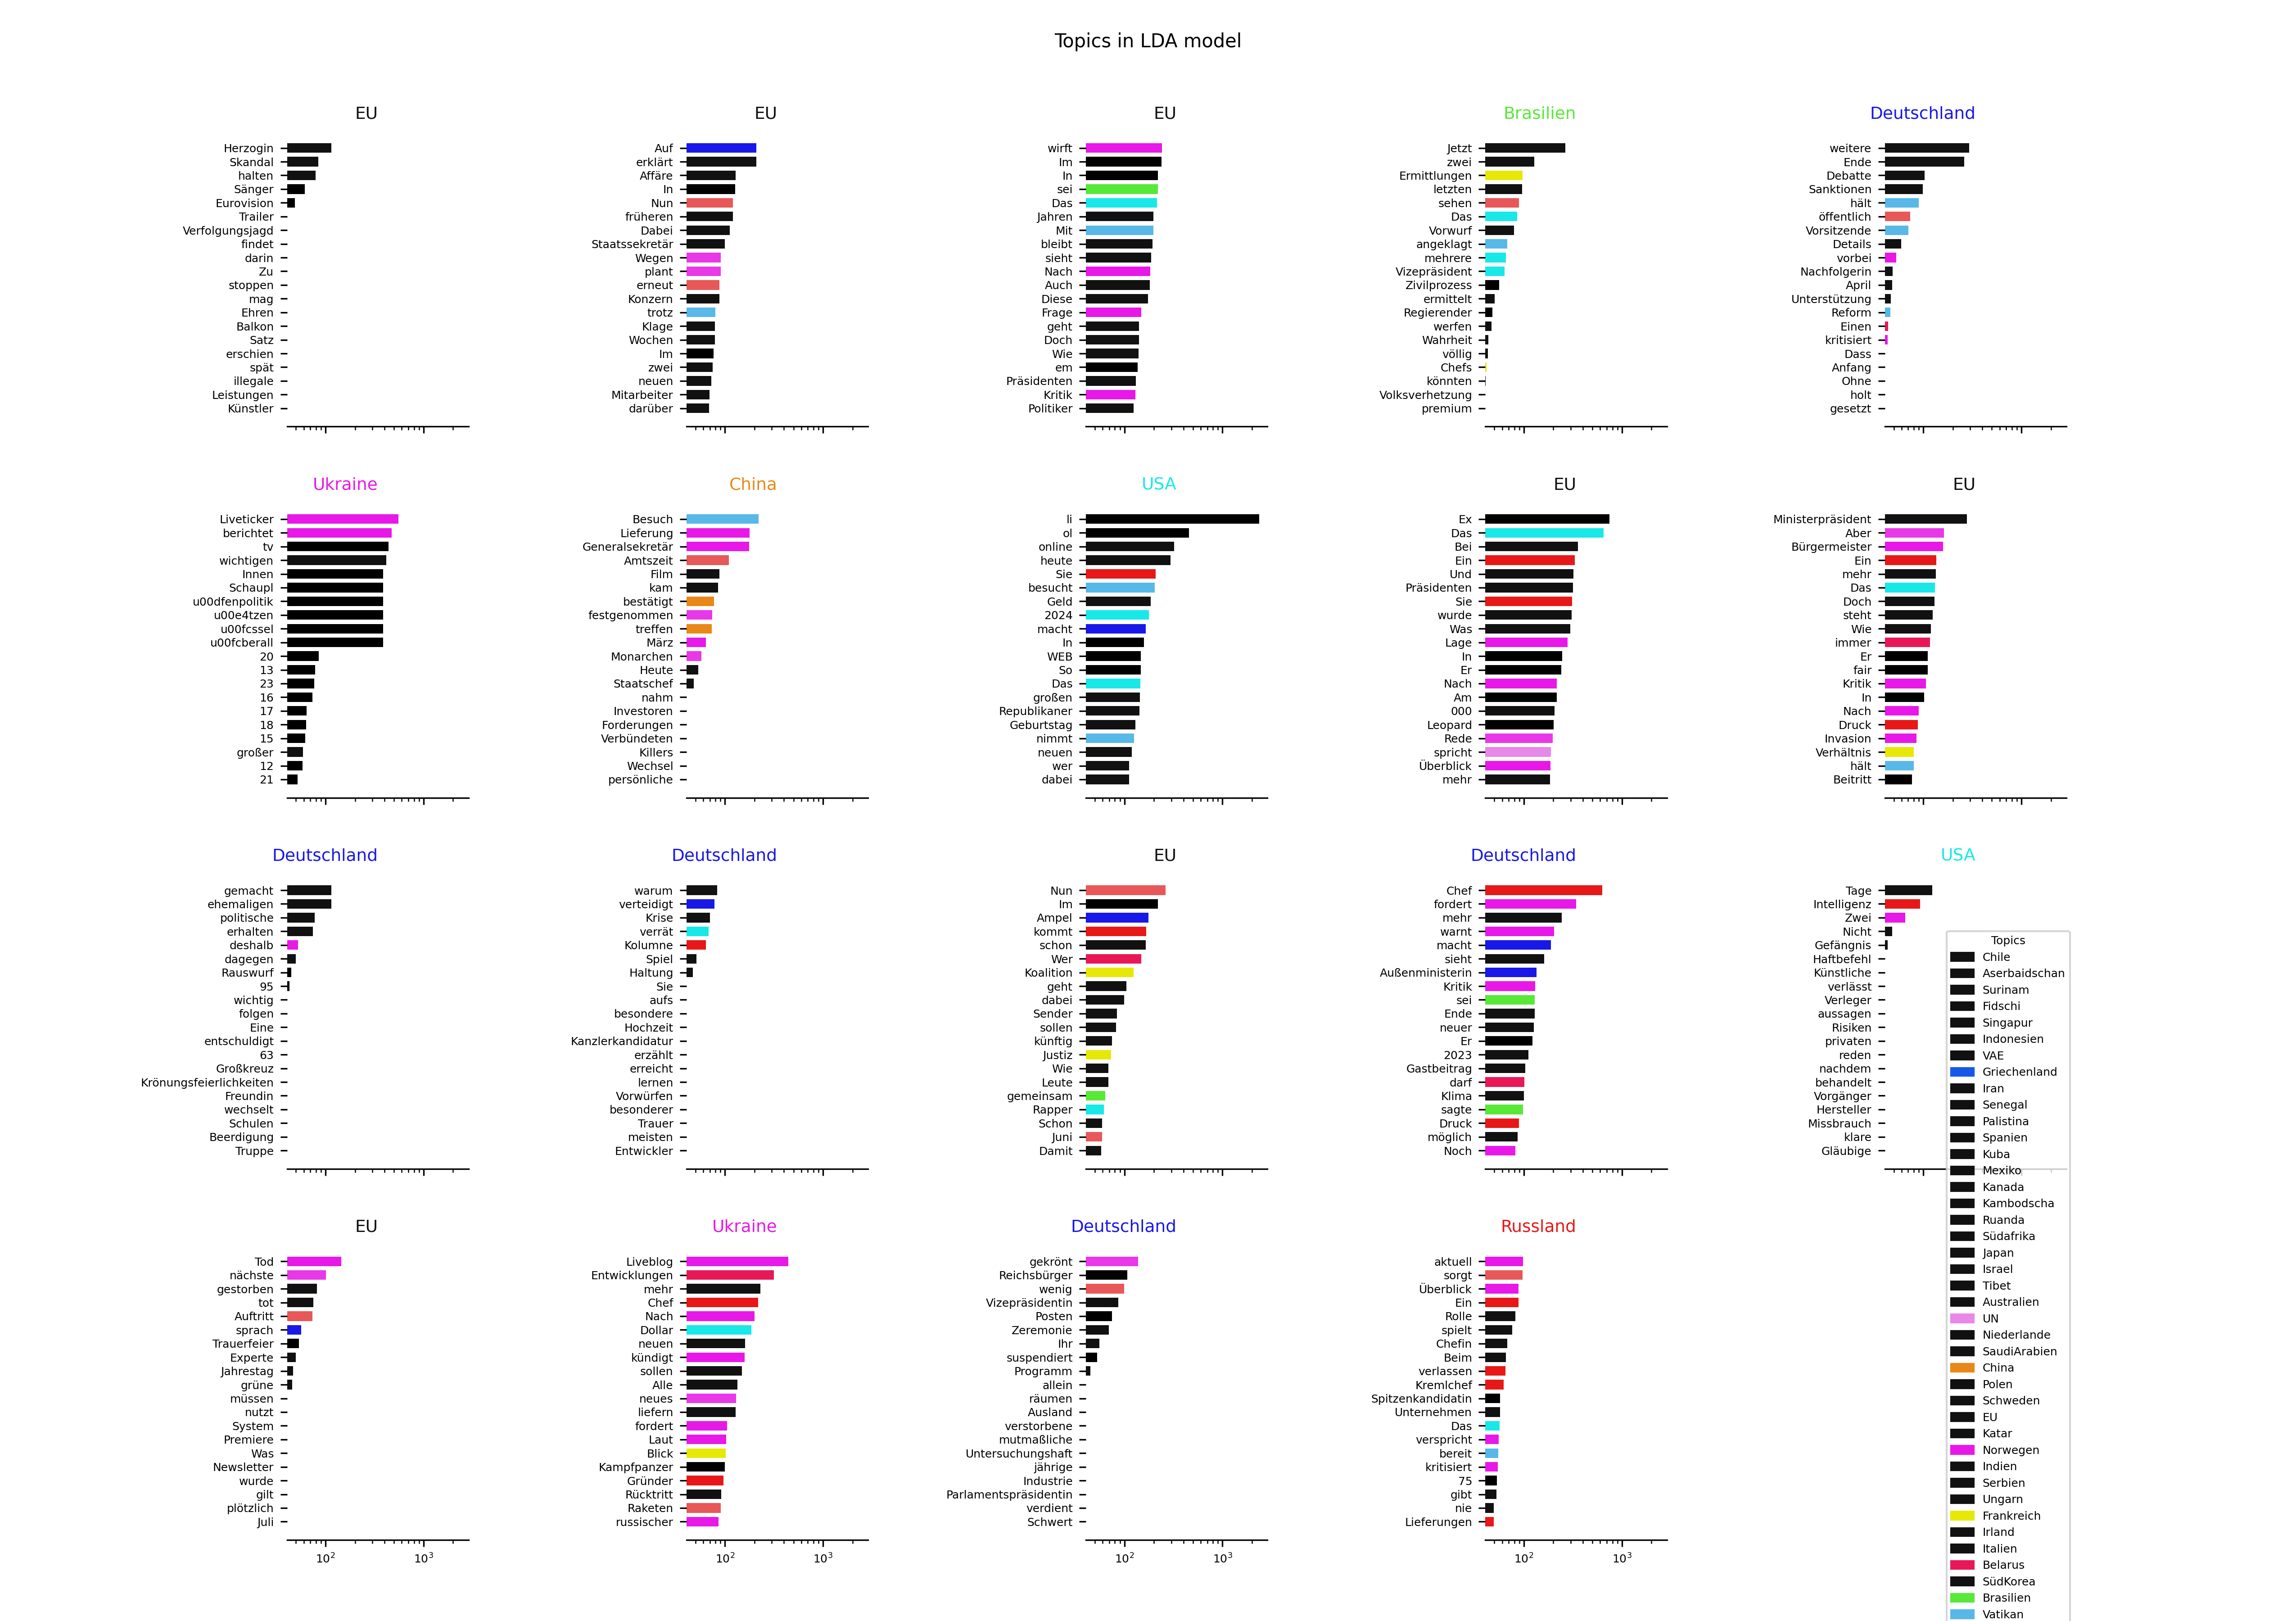 Topics in LDA model
EU
Herzogin
Skandal
halten
Sänger
Eurovision
Trailer
Verfolgungsjagd
findet
darin
Zu
stoppen
mag
Ehren
Balkon
Satz
erschien
spät
illegale
Leistungen
Künstler
EU
Auf
erklärt
Affäre
In
Nun
früheren
Dabei
Staatssekretär
Wegen
plant
erneut
Konzern
trotz
Klage
Wochen
Im
zwei
neuen
Mitarbeiter
darüber
EU
wirft
Im
In
sei
Das
Jahren
Mit
bleibt
sieht
Nach
Auch
Diese
Frage
geht
Doch
Wie
em
Präsidenten
Kritik
Politiker
Brasilien
Jetzt
zwei
Ermittlungen
letzten
sehen
Das
Vorwurf
angeklagt
mehrere
Vizepräsident
Zivilprozess
ermittelt
Regierender
werfen
Wahrheit
völlig
Chefs
könnten
Volksverhetzung
premium
Deutschland
weitere
Ende
Debatte
Sanktionen
hält
öffentlich
Vorsitzende
Details
vorbei
Nachfolgerin
April
Unterstützung
Reform
Einen
kritisiert
Dass
Anfang
Ohne
holt
gesetzt
Ukraine
Liveticker
berichtet
tv
wichtigen
Innen
Schaupl
u00dfenpolitik
u00e4tzen
u00fcssel
u00fcberall
20
13
23
16
17
18
15
großer
12
21
China
Besuch
Lieferung
Generalsekretär
Amtszeit
Film
kam
bestätigt
festgenommen
treffen
März
Monarchen
Heute
Staatschef
nahm
Investoren
Forderungen
Verbündeten
Killers
Wechsel
persönliche
USA
li
ol
online
heute
Sie
besucht
Geld
2024
macht
In
WEB
So
Das
großen
Republikaner
Geburtstag
nimmt
neuen
wer
dabei
EU
Ex
Das
Bei
Ein
Und
Präsidenten
Sie
wurde
Was
Lage
In
Er
Nach
Am
000
Leopard
Rede
spricht
Überblick
mehr
EU
Ministerpräsident
Aber
Bürgermeister
Ein
mehr
Das
Doch
steht
Wie
immer
Er
fair
Kritik
In
Nach
Druck
Invasion
Verhältnis
hält
Beitritt
Deutschland
gemacht
ehemaligen
politische
erhalten
deshalb
dagegen
Rauswurf
95
wichtig
folgen
Eine
entschuldigt
63
Großkreuz
Krönungsfeierlichkeiten
Freundin
wechselt
Schulen
Beerdigung
Truppe
Deutschland
warum
verteidigt
Krise
verrät
Kolumne
Spiel
Haltung
Sie
aufs
besondere
Hochzeit
Kanzlerkandidatur
erzählt
erreicht
lernen
Vorwürfen
besonderer
Trauer
meisten
Entwickler
EU
Nun
Im
Ampel
kommt
schon
Wer
Koalition
geht
dabei
Sender
sollen
künftig
Justiz
Wie
Leute
gemeinsam
Rapper
Schon
Juni
Damit
Deutschland
Chef
fordert
mehr
warnt
macht
sieht
Außenministerin
Kritik
sei
Ende
neuer
Er
2023
Gastbeitrag
darf
Klima
sagte
Druck
möglich
Noch
USA
Tage
Intelligenz
Zwei
Nicht
Gefängnis
Haftbefehl
Künstliche
verlässt
Verleger
aussagen
Risiken
privaten
reden
nachdem
behandelt
Vorgänger
Hersteller
Missbrauch
klare
Gläubige
EU
Tod
nächste
gestorben
tot
Auftritt
sprach
Trauerfeier
Experte
Jahrestag
grüne
müssen
nutzt
System
Premiere
Was
Newsletter
wurde
gilt
plötzlich
Juli
10² 10³
Ukraine
Liveblog
Entwicklungen
mehr
Chef
Nach
Dollar
neuen
kündigt
sollen
Alle
neues
liefern
fordert
Laut
Blick
Kampfpanzer
Gründer
Rücktritt
Raketen
russischer
10² 10³
Deutschland
gekrönt
Reichsbürger
wenig
Vizepräsidentin
Posten
Zeremonie
Ihr
suspendiert
Programm
allein
räumen
Ausland
verstorbene
mutmaßliche
Untersuchungshaft
jährige
Industrie
Parlamentspräsidentin
verdient
Schwert
10² 10³
Russland
aktuell
sorgt
Überblick
Ein
Rolle
spielt
Chefin
Beim
verlassen
Kremlchef
Spitzenkandidatin
Unternehmen
Das
verspricht
bereit
kritisiert
75
gibt
nie
Lieferungen
10² 10³
Topics
Chile
Aserbaidschan
Surinam
Fidschi
Singapur
Indonesien
VAE
Griechenland
Iran
Senegal
Palistina
Spanien
Kuba
Mexiko
Kanada
Kambodscha
Ruanda
Südafrika
Japan
Israel
Tibet
Australien
UN
Niederlande
SaudiArabien
China
Polen
Schweden
EU
Katar
Norwegen
Indien
Serbien
Ungarn
Frankreich
Irland
Italien
Belarus
SüdKorea
Brasilien
Vatikan